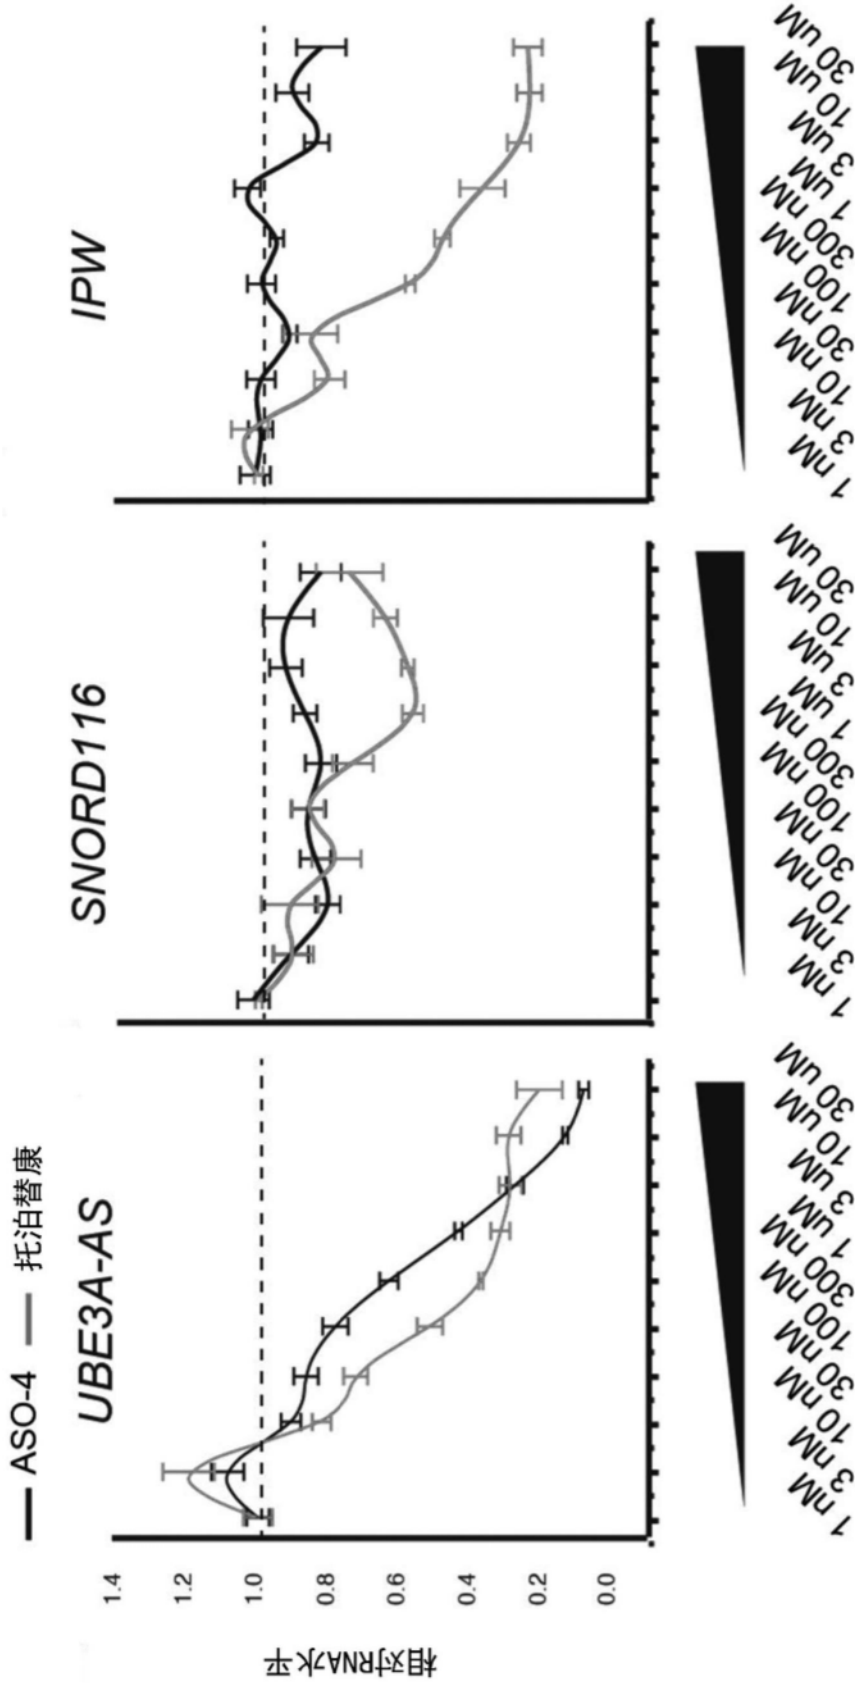 ASO-4 托泊替康
UBE3A-AS
SNORD116
IPW
相对RNA水平
1.4
1.2
1.0
0.8
0.6
0.4
0.2
0.0
1 nM
3 nM
10 nM
30 nM
100 nM
300 nM
1 uM
3 uM
10 uM
30 uM
1 nM
3 nM
10 nM
30 nM
100 nM
300 nM
1 uM
3 uM
10 uM
30 uM
1 nM
3 nM
10 nM
30 nM
100 nM
300 nM
1 uM
3 uM
10 uM
30 uM